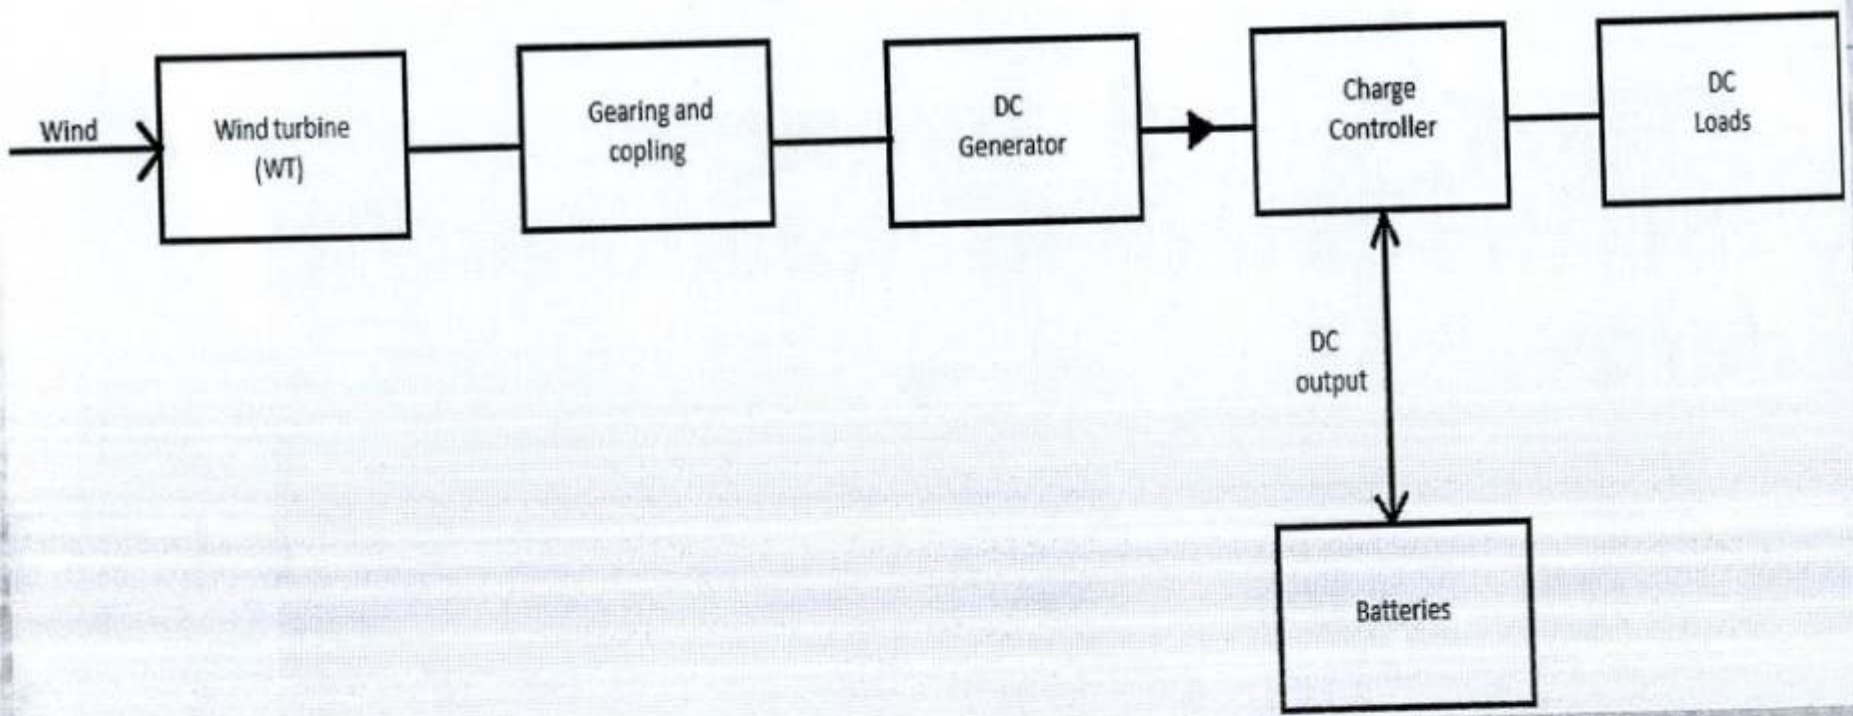 Wind
Wind turbine
(WT)
Gearing and
copling
DC
Generator
Charge
Controller
DC
Loads
DC
output
Batteries